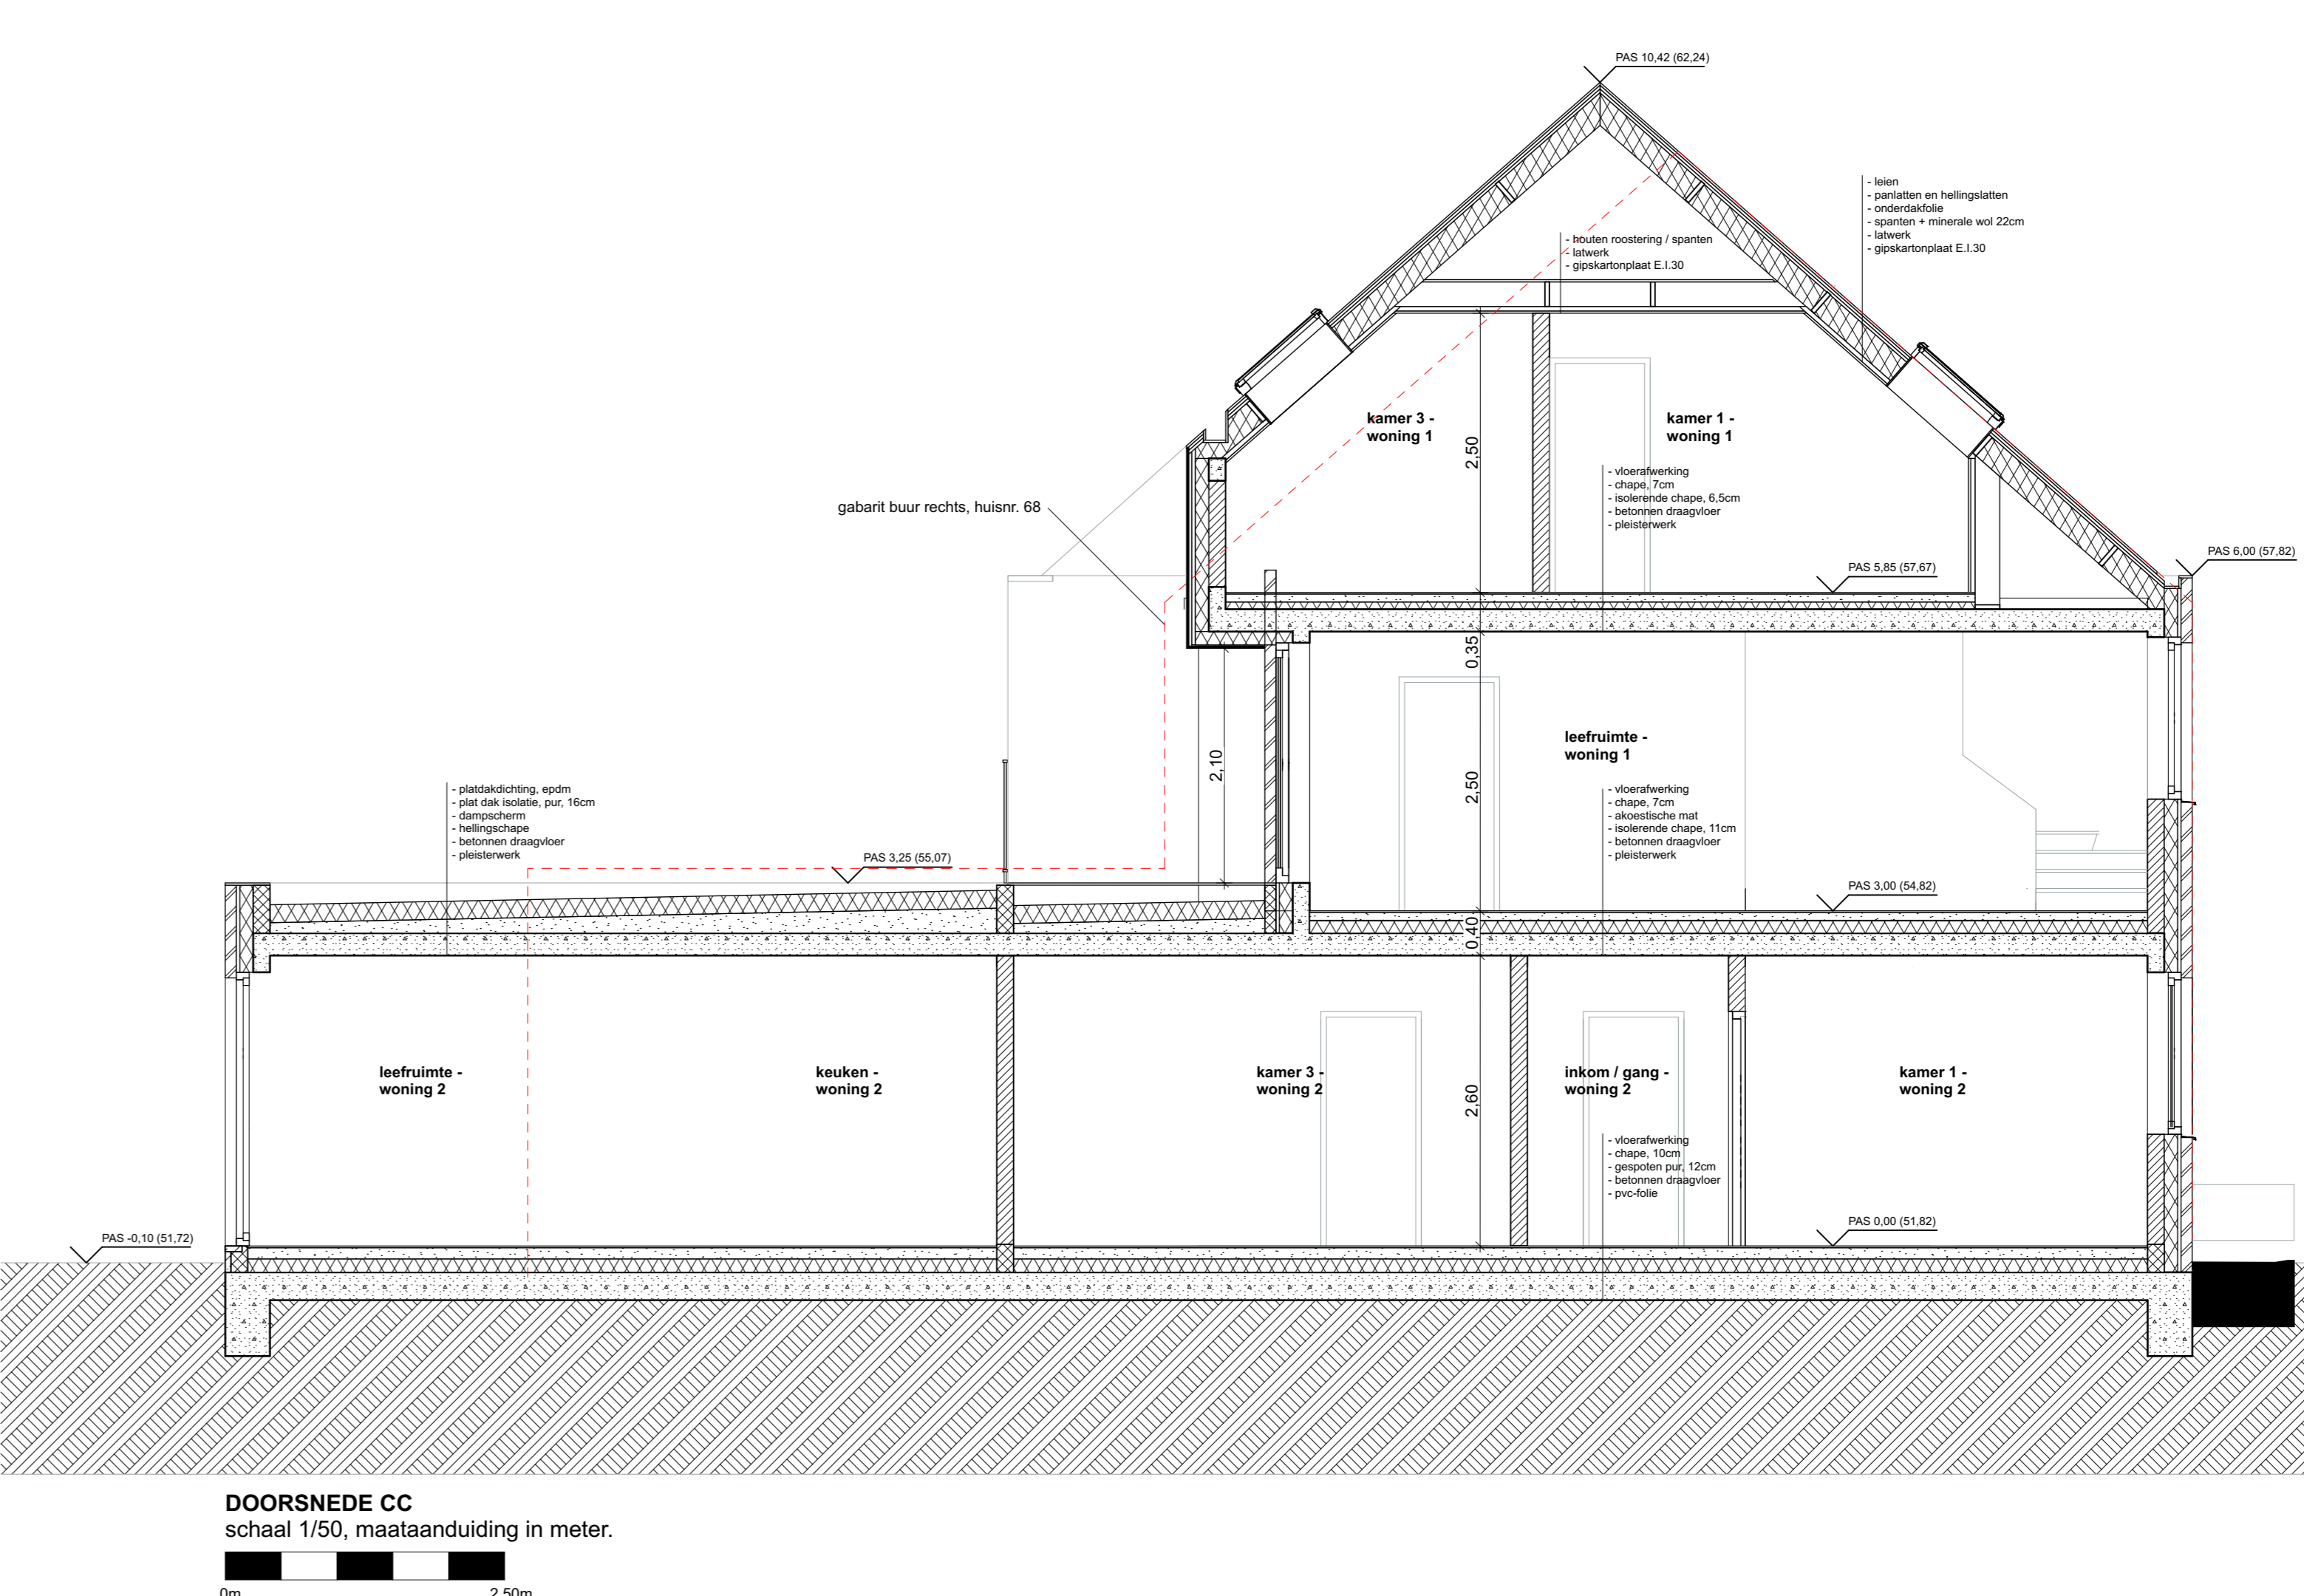 PAS 10,42 (62,24)
- leien
- panlatten en hellingslatten
- onderdakfolie
- spanten + minerale wol 22cm
- latwerk
- gipskartonplaat E.I.30
- houten roostering / spanten
- latwerk
- gipskartonplaat E.I.30
kamer 3 -
woning 1
kamer 1 -
woning 1
2,50
- vloerafwerking
- chape, 7cm
- isolerende chape, 6,5cm
- betonnen draagvloer
- pleisterwerk
gabarit buur rechts, huisnr. 68
PAS 6,00 (57,82)
PAS 5,85 (57,67)
0,35
leefruimte -
woning 1
2,10
2,50
- vloerafwerking
- chape, 7cm
- akoestische mat
- isolerende chape, 11cm
- betonnen draagvloer
- pleisterwerk
- platdakdichting, epdm
- plat dak isolatie, pur, 16cm
- dampscherm
- hellingschape
- betonnen draagvloer
- pleisterwerk
PAS 3,25 (55,07)
PAS 3,00 (54,82)
0,40
leefruimte -
woning 2
keuken -
woning 2
kamer 3 -
woning 2
inkom / gang -
woning 2
kamer 1 -
woning 2
2,60
- vloerafwerking
- chape, 10cm
- gespoten pur, 12cm
- betonnen draagvloer
- pvc-folie
PAS 0,00 (51,82)
PAS -0,10 (51,72)
DOORSNEDE CC
schaal 1/50, maataanduiding in meter.
0m 2,50m